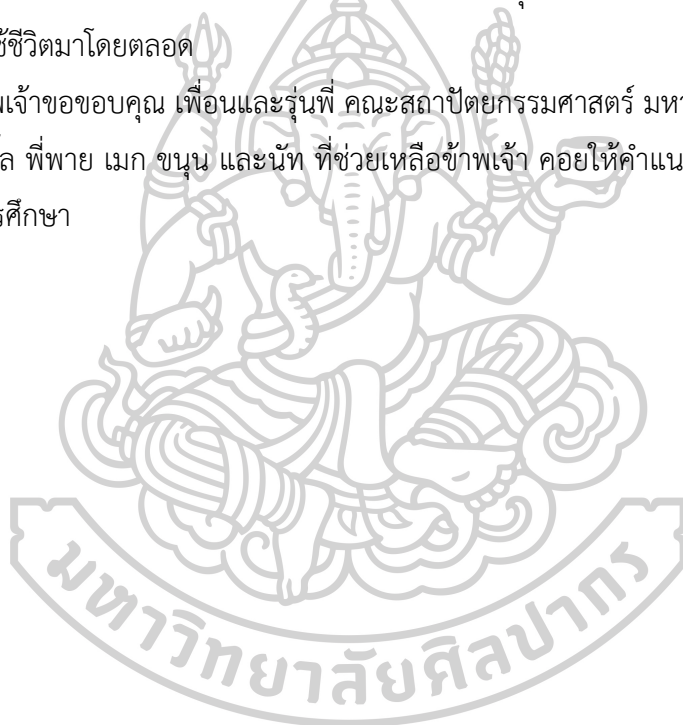 ช้ชีวิตมาโดยตลอด
พเจ้าขอขอบคุณ เพื่อนและรุ่นพี่ คณะสถาปัตยกรรมศาสตร์ มหา
ล พี่พาย เมก ขนุน และนัท ที่ช่วยเหลือข้าพเจ้า คอยให้คำแน
รศึกษา
มหาวิทยาลัยศิลปากร